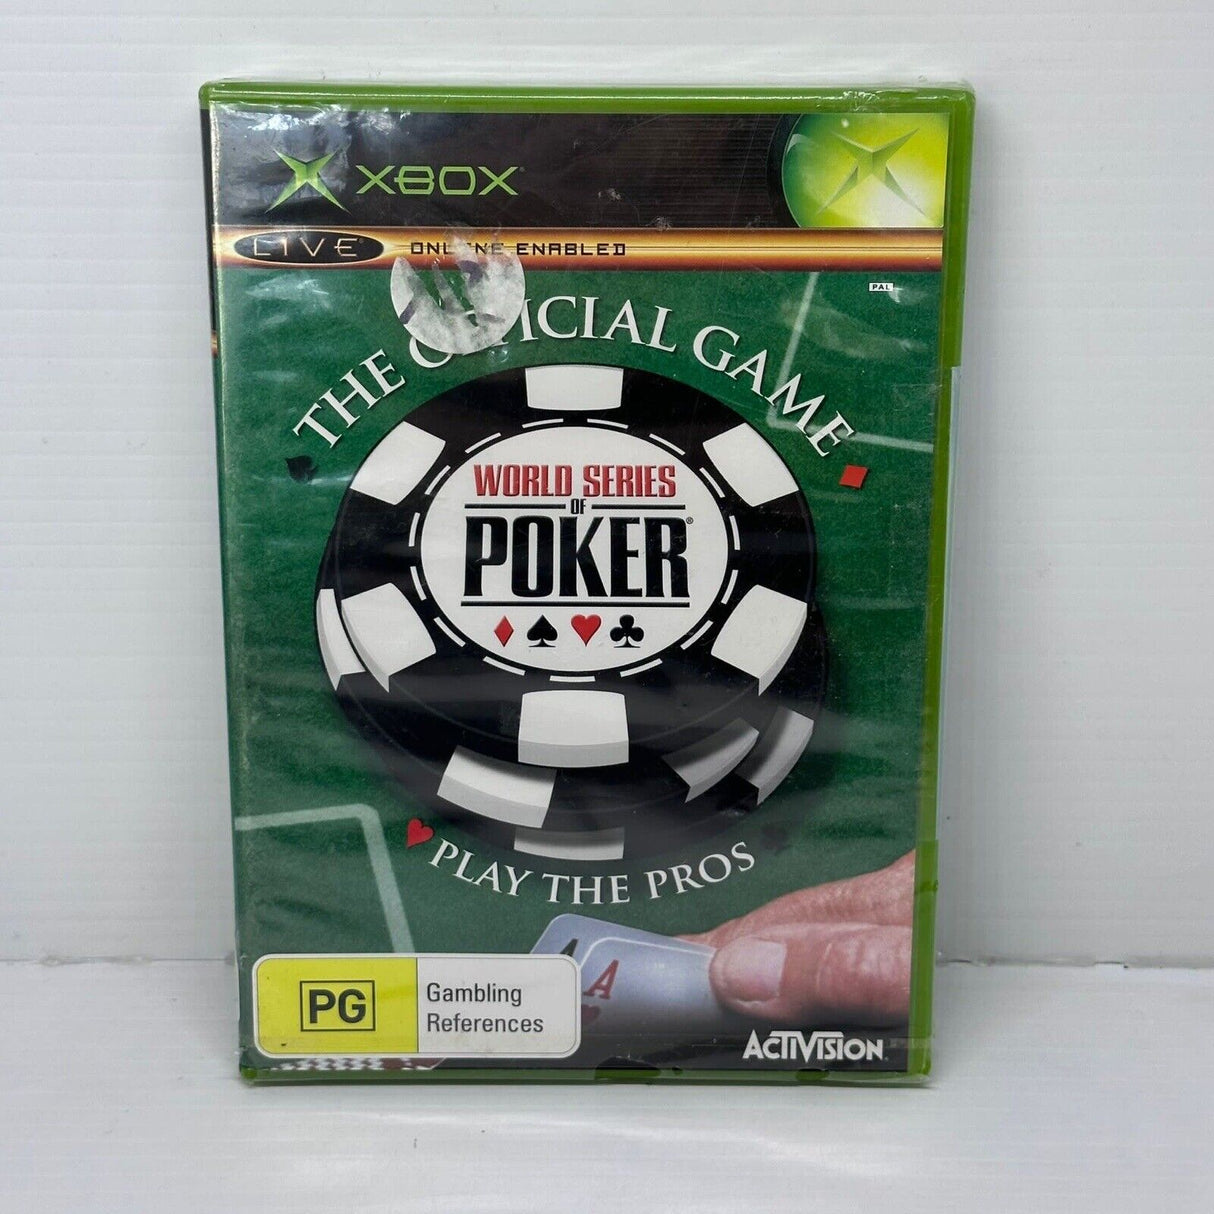 XBOX
LIVE ONLINE ENABLED
PAL
THE OFFICIAL GAME
WORLD SERIES
OF
POKER®
PLAY THE PROS
A
A
PG
Gambling
References
ACTIVISION